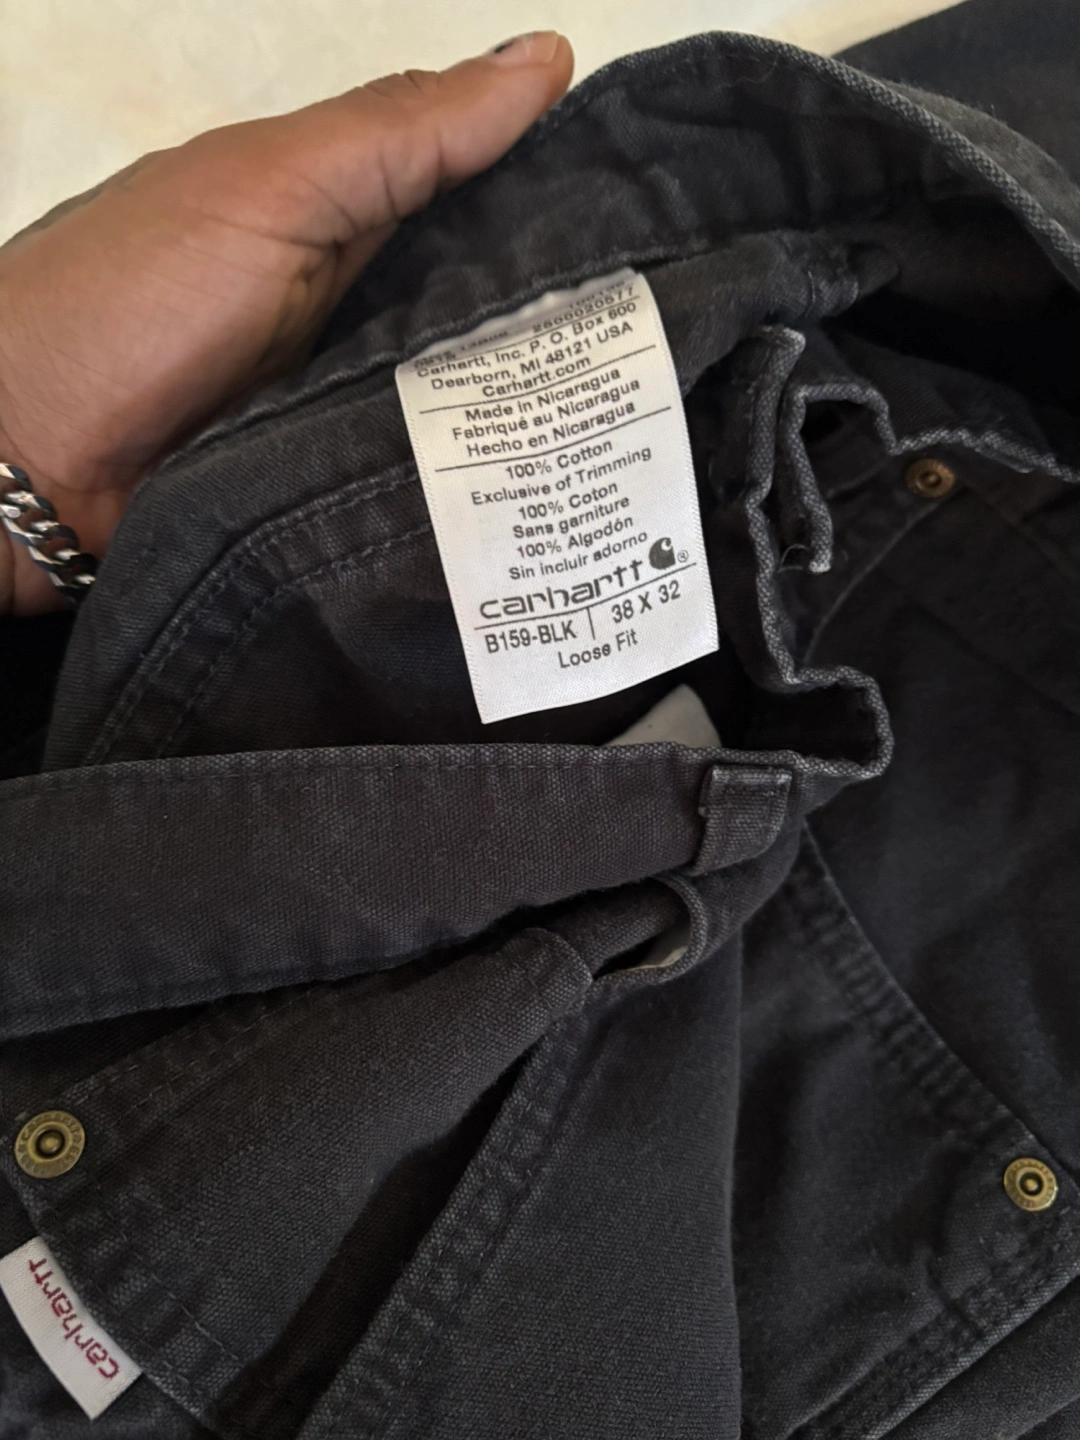 2600020577
Carhartt, Inc. P. O. Box 600
Dearborn, MI 48121 USA
Carhartt.com
Made in Nicaragua
Fabriqué au Nicaragua
Hecho en Nicaragua
100% Cotton
Exclusive of Trimming
100% Coton
Sans garniture
100% Algodón
Sin incluir adorno
carhartt ®
B159-BLK | 38 X 32
Loose Fit
carhartt